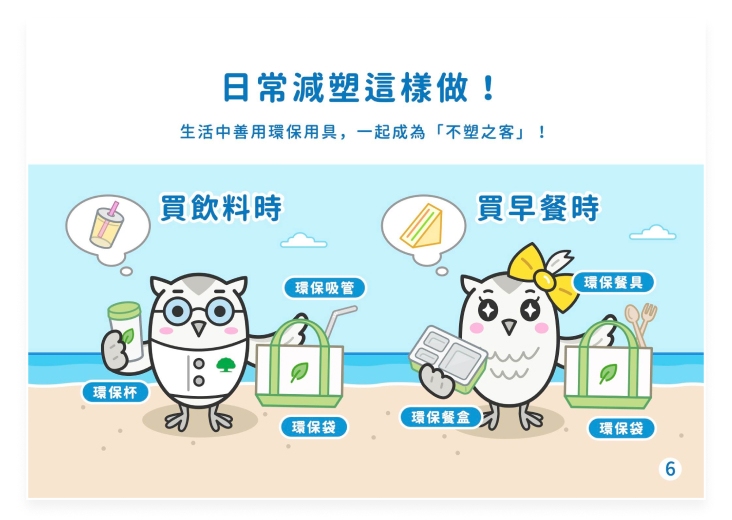 日常減塑這樣做！
生活中善用環保用具，一起成為「不塑之客」！
買飲料時
環保吸管
環保杯
環保袋
買早餐時
環保餐具
環保餐盒
環保袋
6